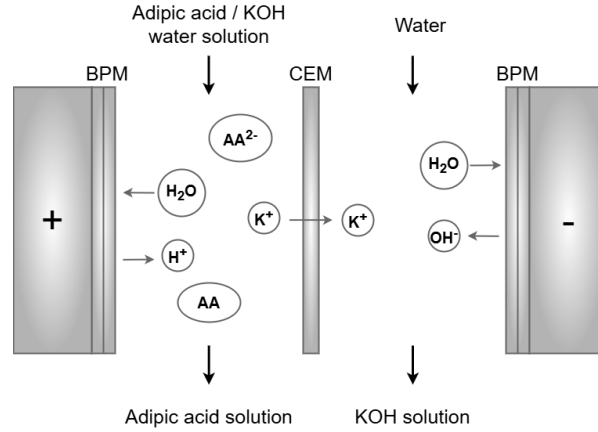 Adipic acid / KOH
water solution
Water
BPM
CEM
BPM
AA²⁻
H₂O
H₂O
+
K⁺
K⁺
-
OH⁻
H⁺
AA
Adipic acid solution
KOH solution